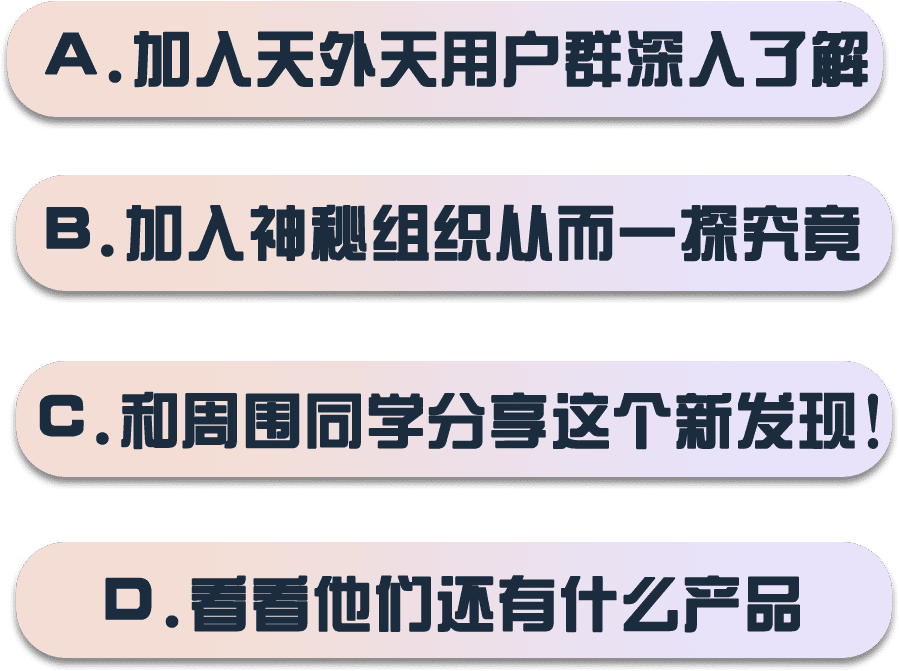 A.加入天外天用户群深入了解
B.加入神秘组织从而一探究竟
C.和周围同学分享这个新发现!
D.看看他们还有什么产品